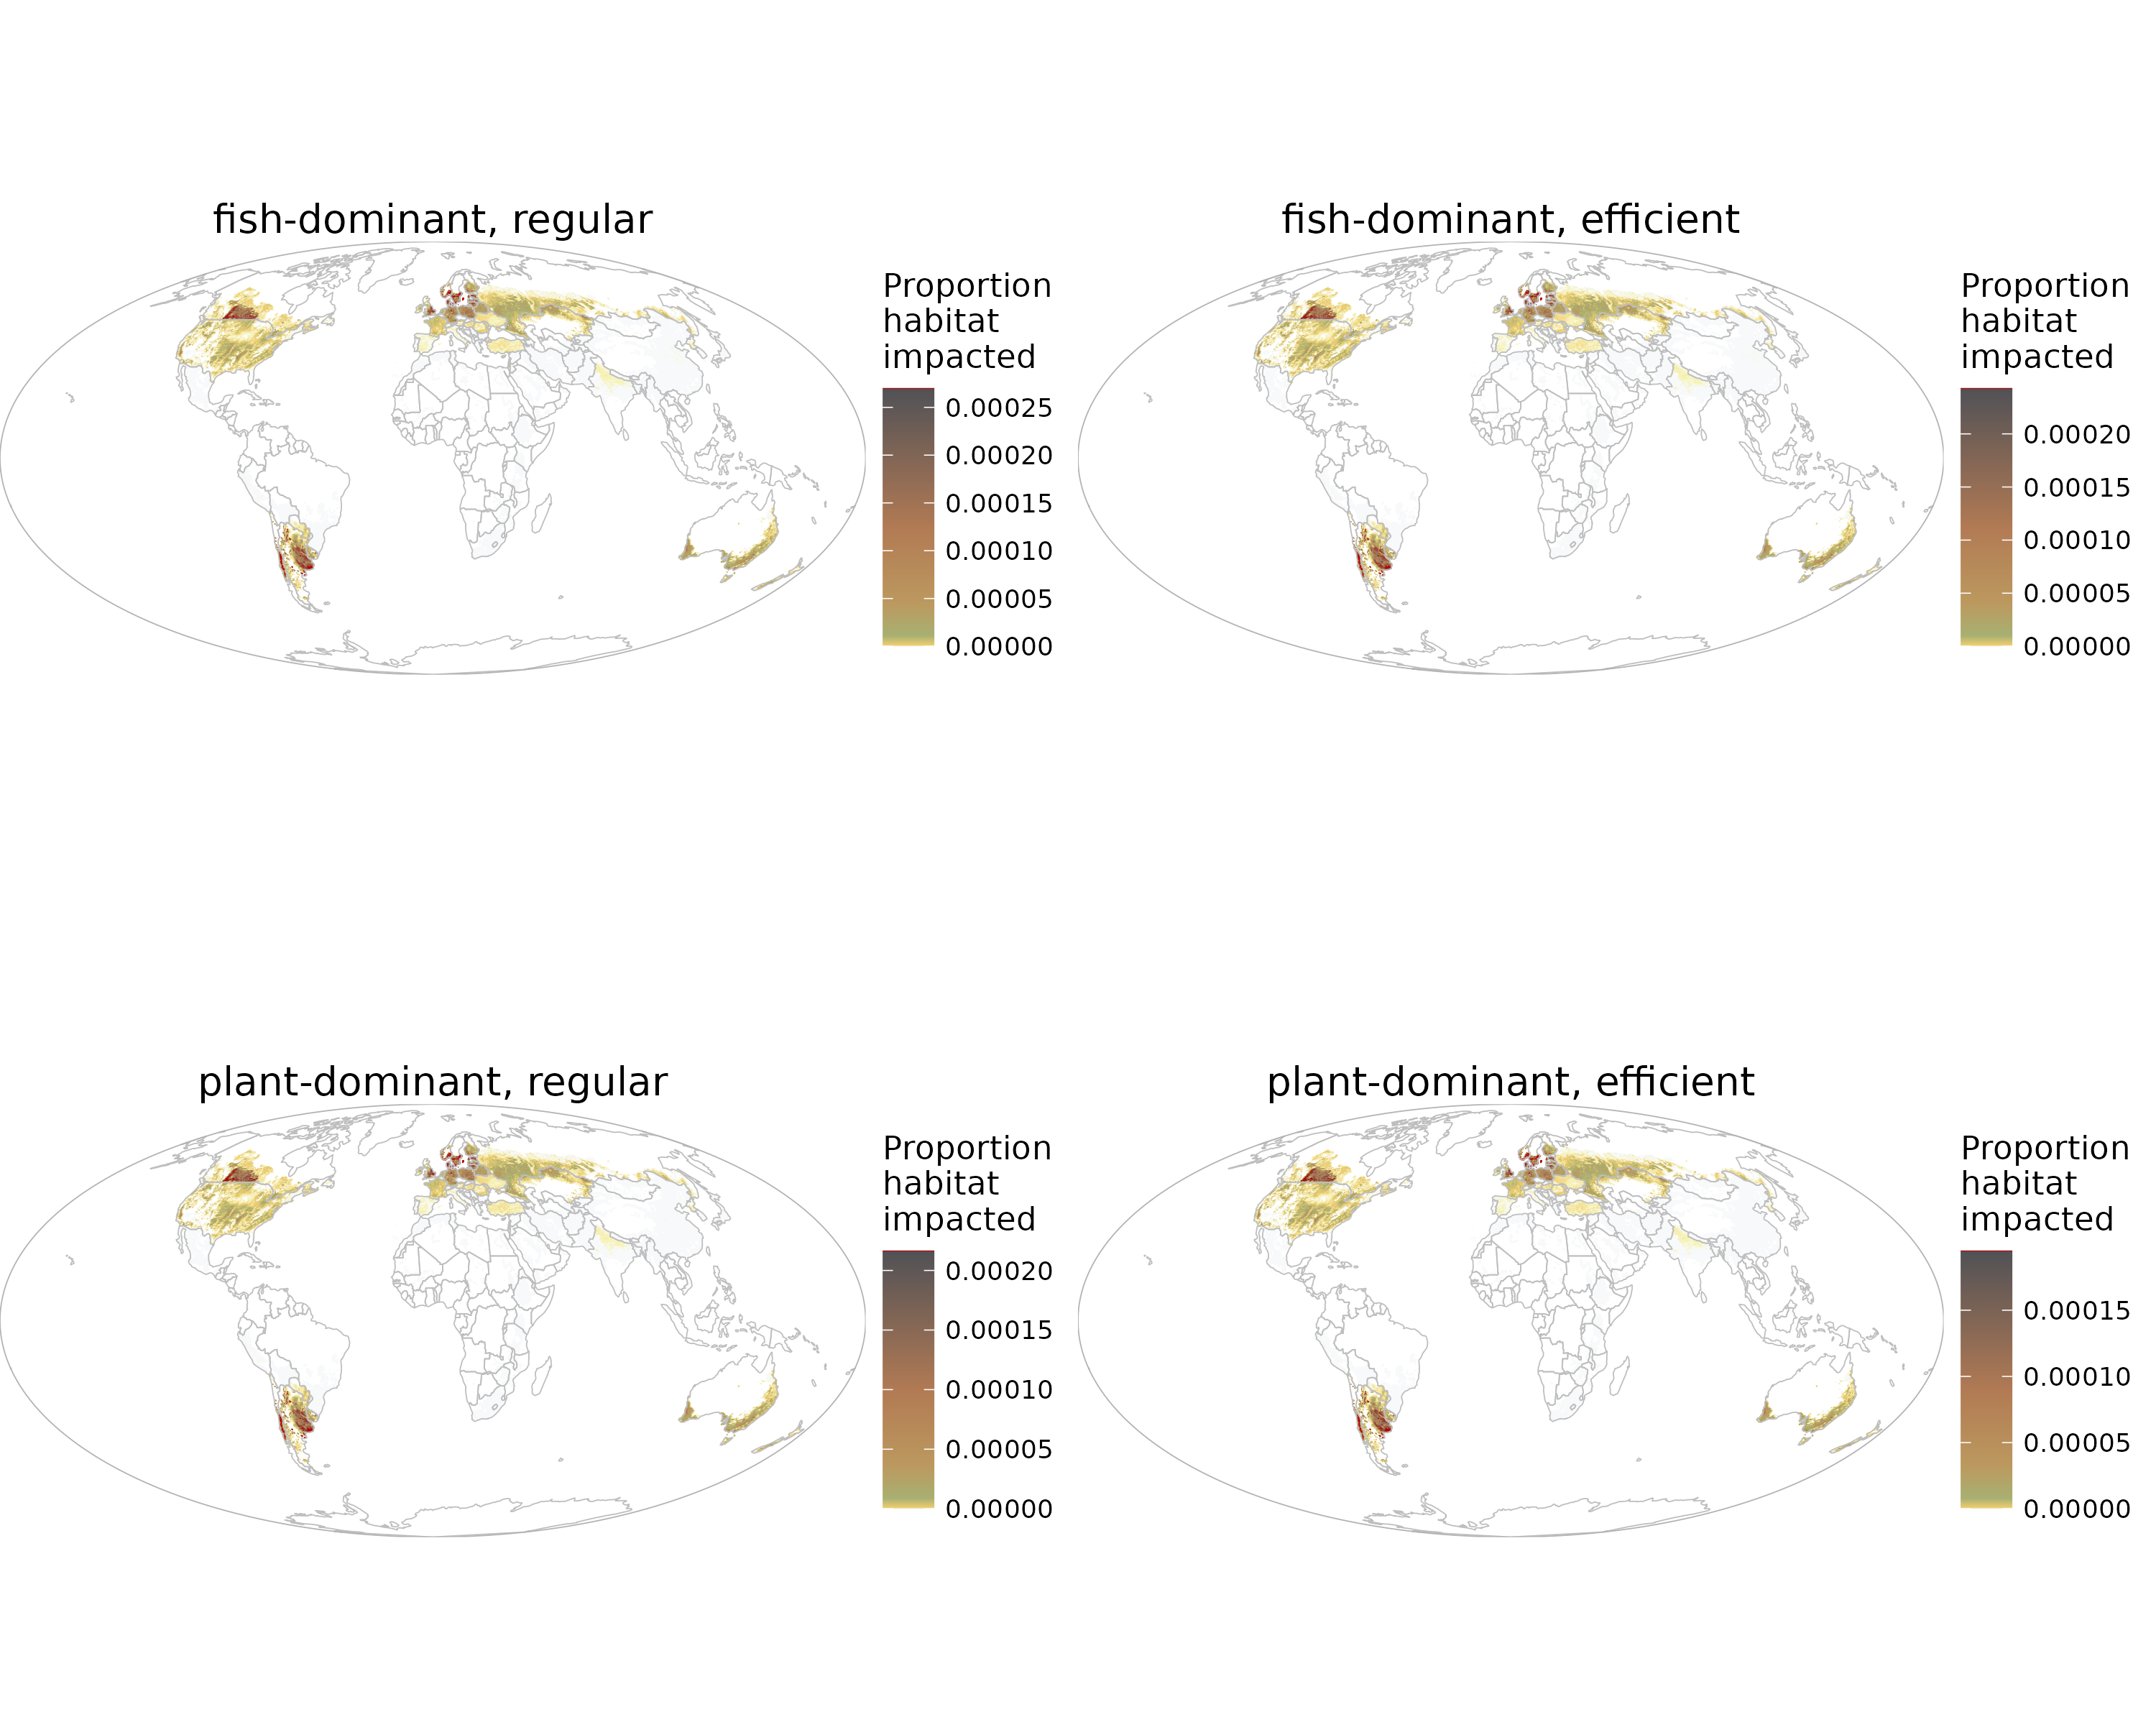 fish-dominant, regular
Proportion
habitat
impacted
0.00025
0.00020
0.00015
0.00010
0.00005
0.00000
fish-dominant, efficient
Proportion
habitat
impacted
0.00020
0.00015
0.00010
0.00005
0.00000
plant-dominant, regular
Proportion
habitat
impacted
0.00020
0.00015
0.00010
0.00005
0.00000
plant-dominant, efficient
Proportion
habitat
impacted
0.00015
0.00010
0.00005
0.00000